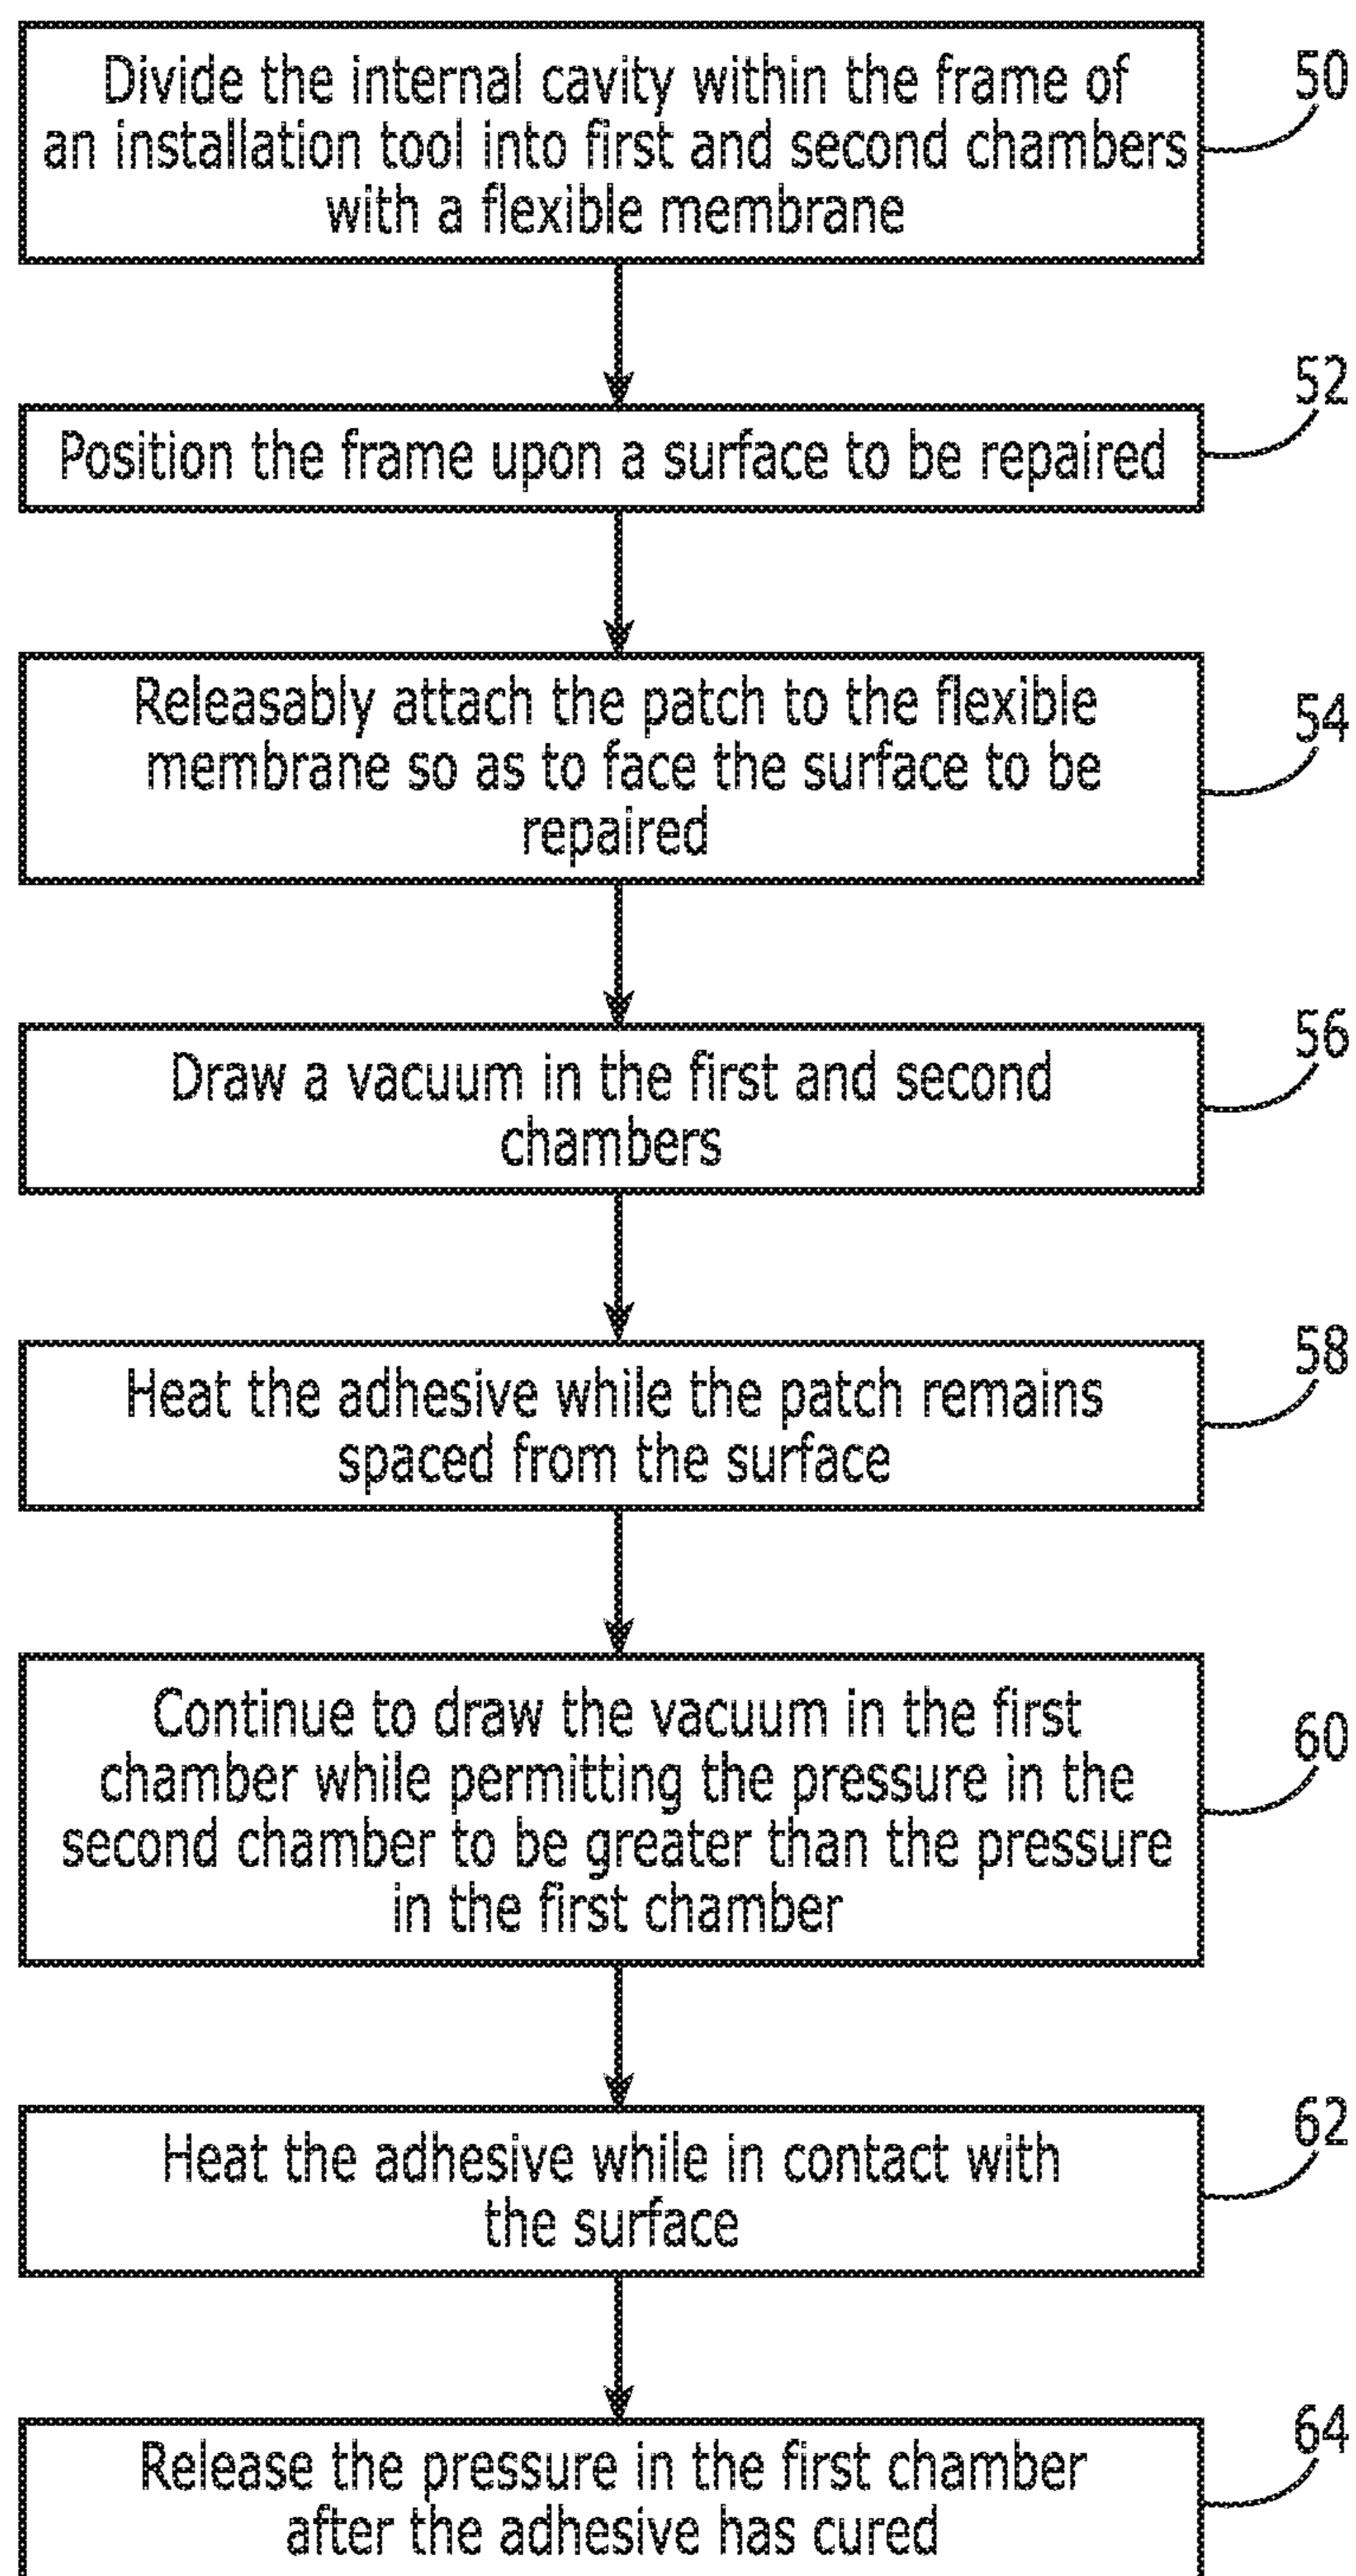 Divide the internal cavity within the frame of
an installation tool into first and second chambers
with a flexible membrane
50
Position the frame upon a surface to be repaired
52
Releasably attach the patch to the flexible
membrane so as to face the surface to be
repaired
54
Draw a vacuum in the first and second
chambers
56
Heat the adhesive while the patch remains
spaced from the surface
58
Continue to draw the vacuum in the first
chamber while permitting the pressure in the
second chamber to be greater than the pressure
in the first chamber
60
Heat the adhesive while in contact with
the surface
62
Release the pressure in the first chamber
after the adhesive has cured
64